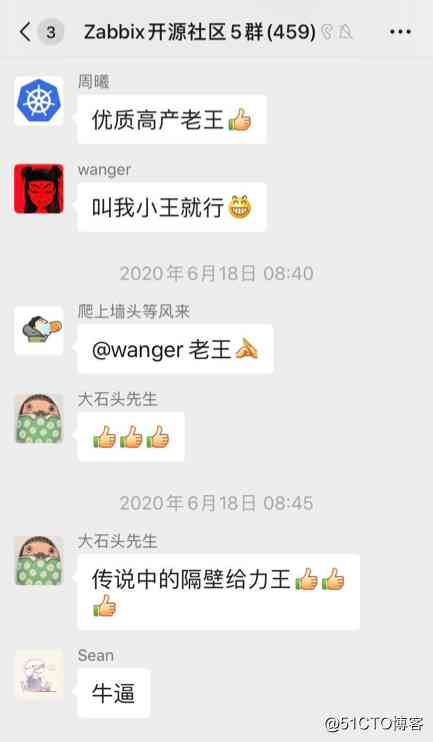 3
Zabbix开源社区5群(459)
周曦
优质高产老王👍
wanger
叫我小王就行😁
2020年6月18日 08:40
爬上墙头等风来
@wanger 老王🙏
大石头先生
👍👍👍
2020年6月18日 08:45
大石头先生
传说中的隔壁给力王👍👍
👍
Sean
牛逼
@51CTO博客